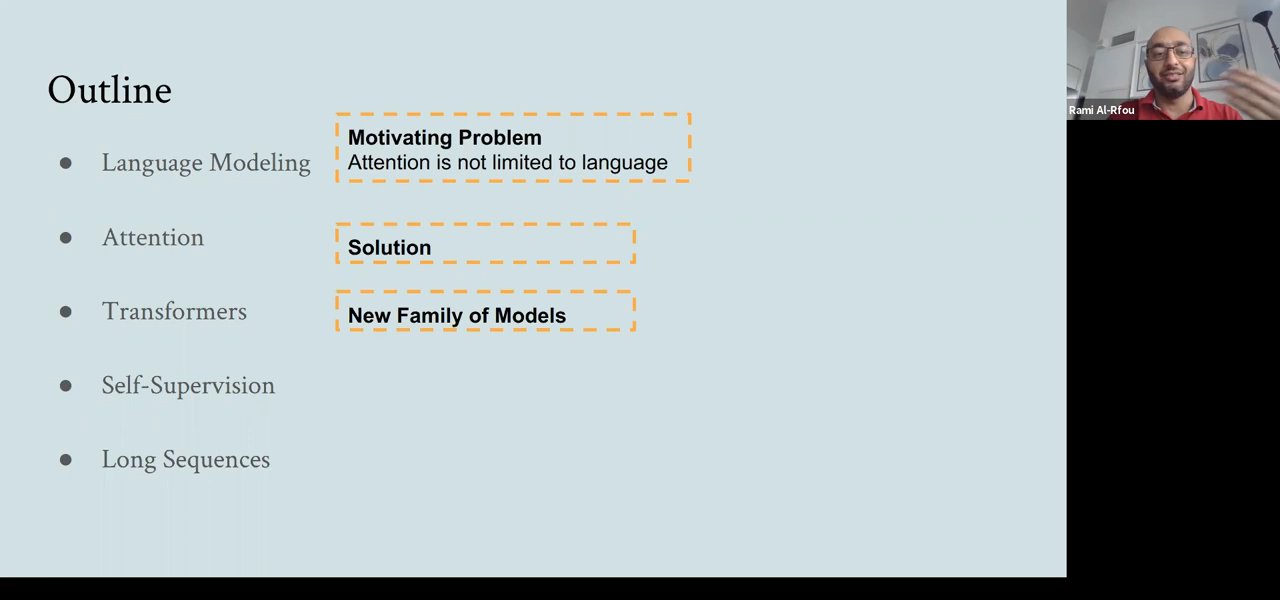 Outline
Language Modeling
Motivating Problem
Attention is not limited to language
Attention
Solution
Transformers
New Family of Models
Self-Supervision
Long Sequences
Rami Al-Rfou